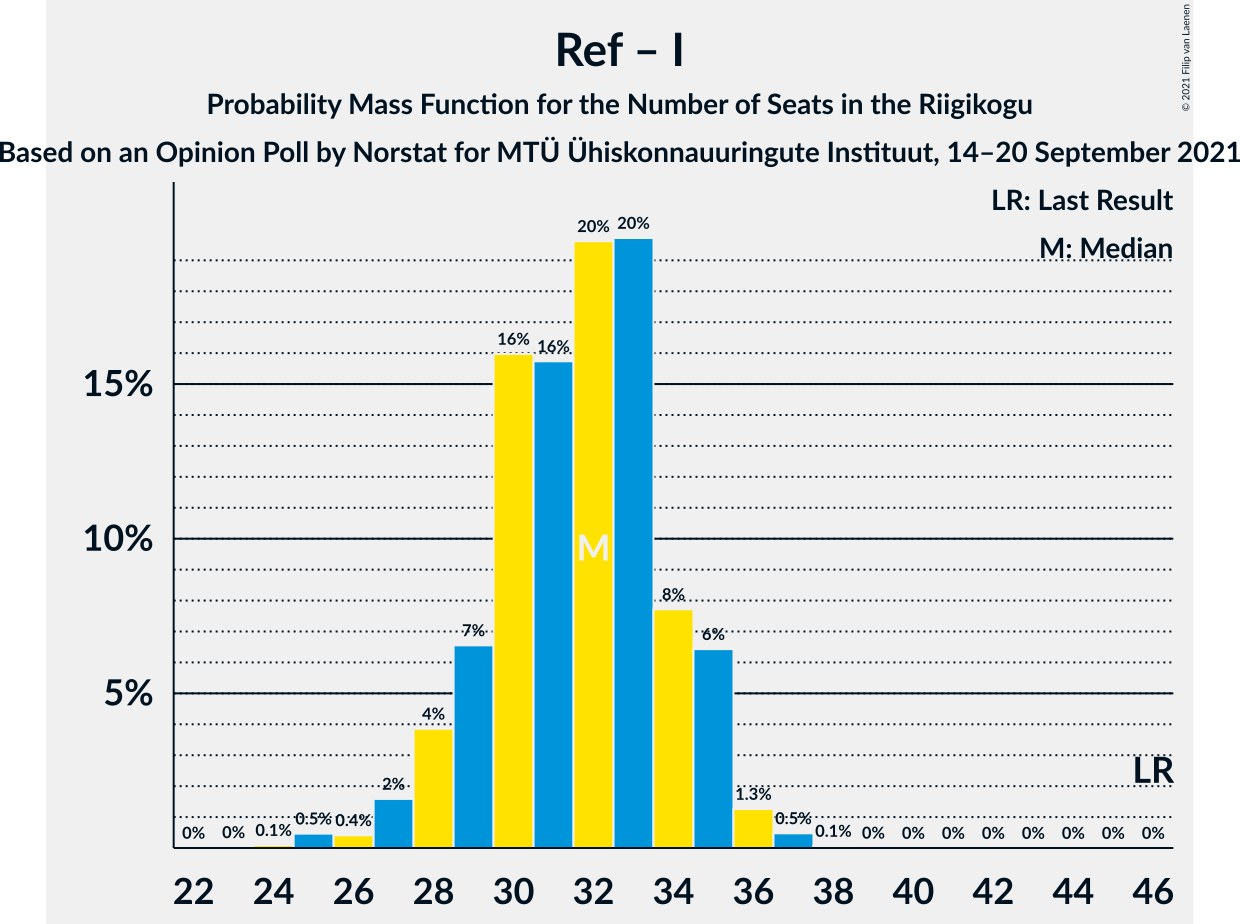 Ref – I
Probability Mass Function for the Number of Seats in the Riigikogu
Based on an Opinion Poll by Norstat for MTÜ Ühiskonnauuringute Instituut, 14–20 September 2021
© 2021 Filip van Laenen
LR: Last Result
M: Median
20% 20%
16% 16%
15%
10%
M
8%
7% 6%
5%
4%
LR
2% 1.3%
0% 0% 0.1% 0.5% 0.4% 0.5% 0.1% 0% 0% 0% 0% 0% 0% 0% 0%
22 24 26 28 30 32 34 36 38 40 42 44 46